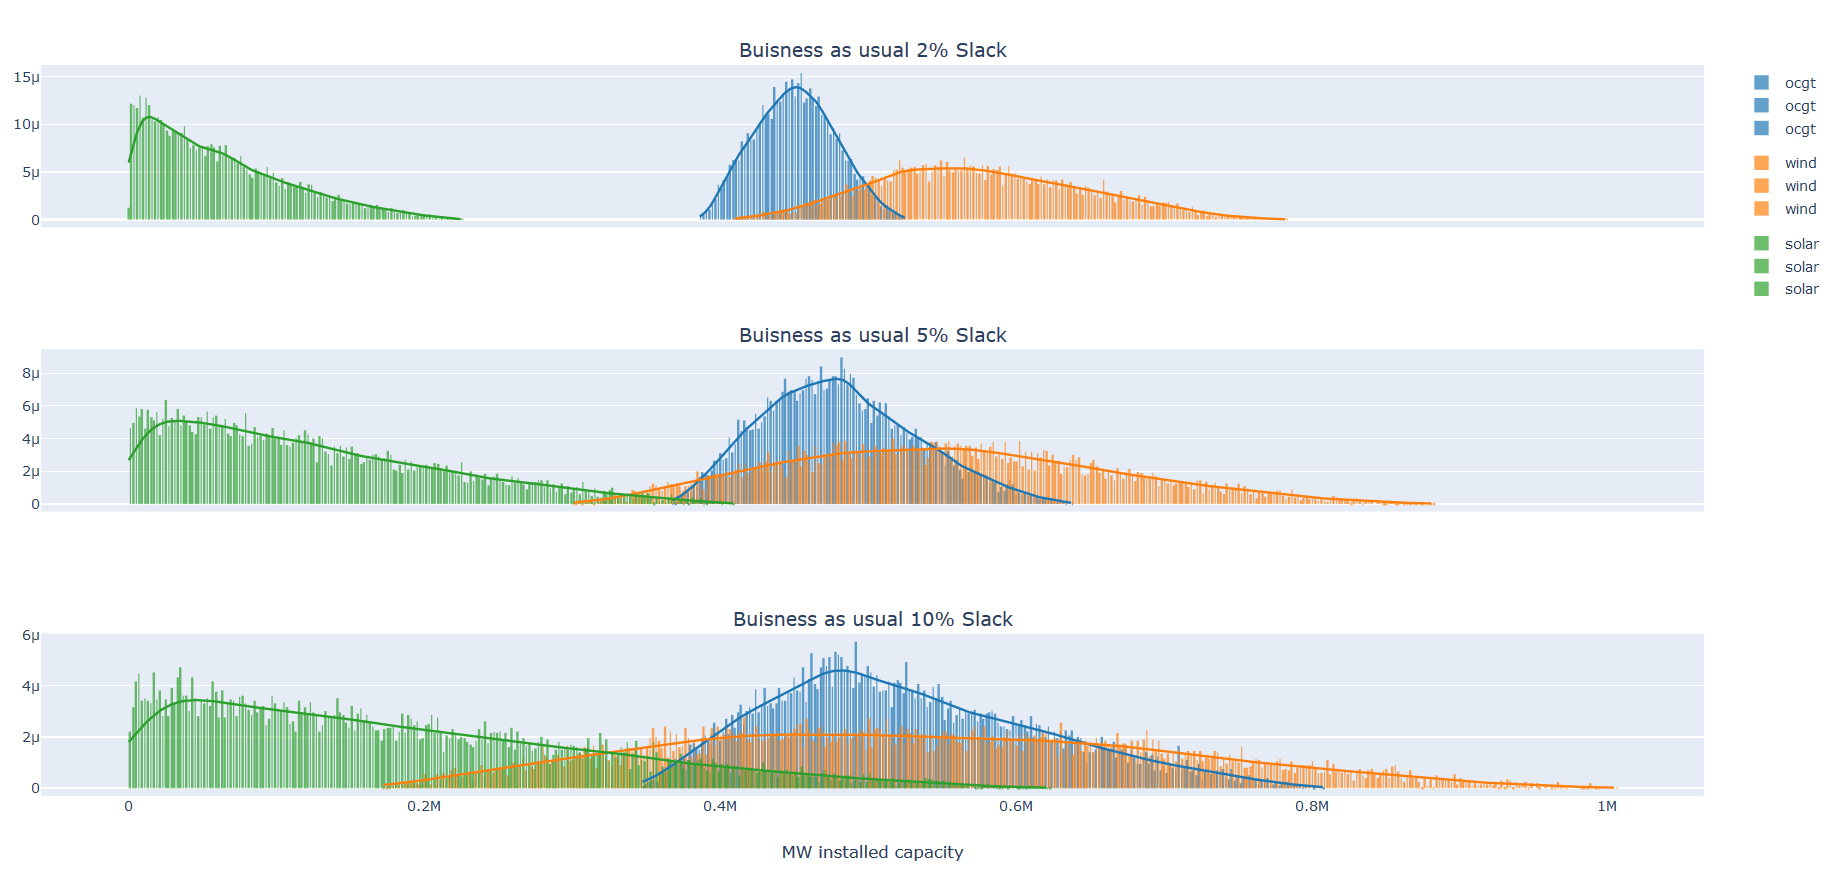 Buisness as usual 2% Slack
15μ
10μ
5μ
0
ocgt
ocgt
ocgt
wind
wind
wind
solar
solar
solar
Buisness as usual 5% Slack
8μ
6μ
4μ
2μ
0
Buisness as usual 10% Slack
6μ
4μ
2μ
0
0 0.2M 0.4M 0.6M 0.8M 1M
MW installed capacity